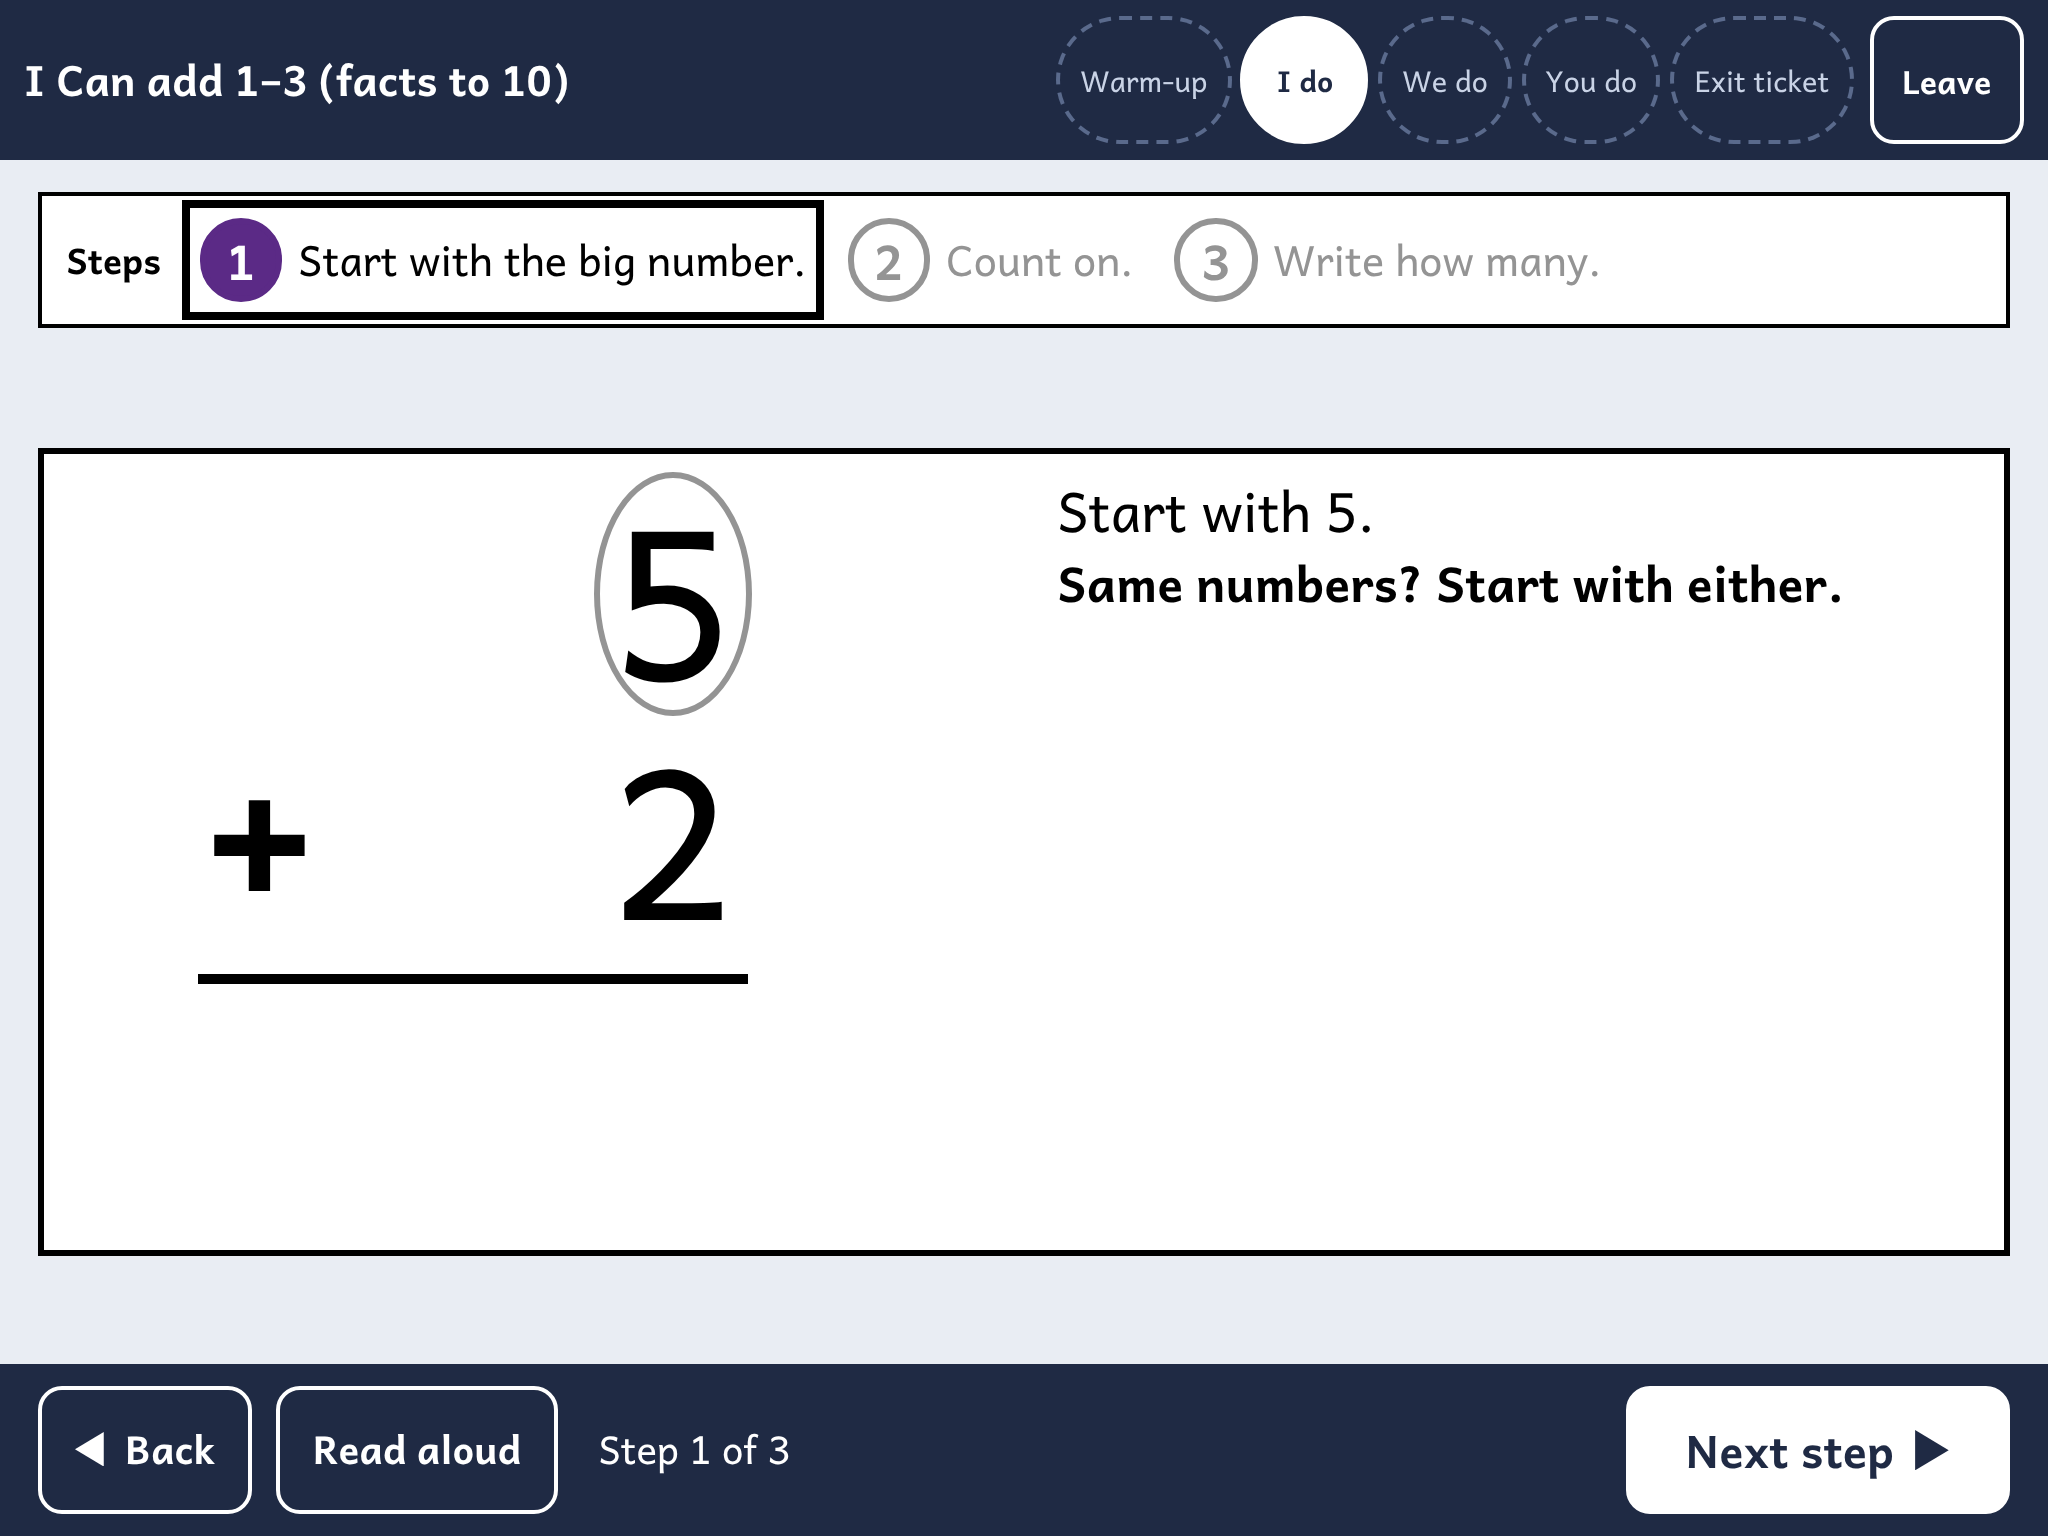 I Can add 1–3 (facts to 10)
Warm-up
I do
We do
You do
Exit ticket
Leave
Steps
1 Start with the big number.
2 Count on.
3 Write how many.
5
+ 2
Start with 5.
Same numbers? Start with either.
Back
Read aloud
Step 1 of 3
Next step